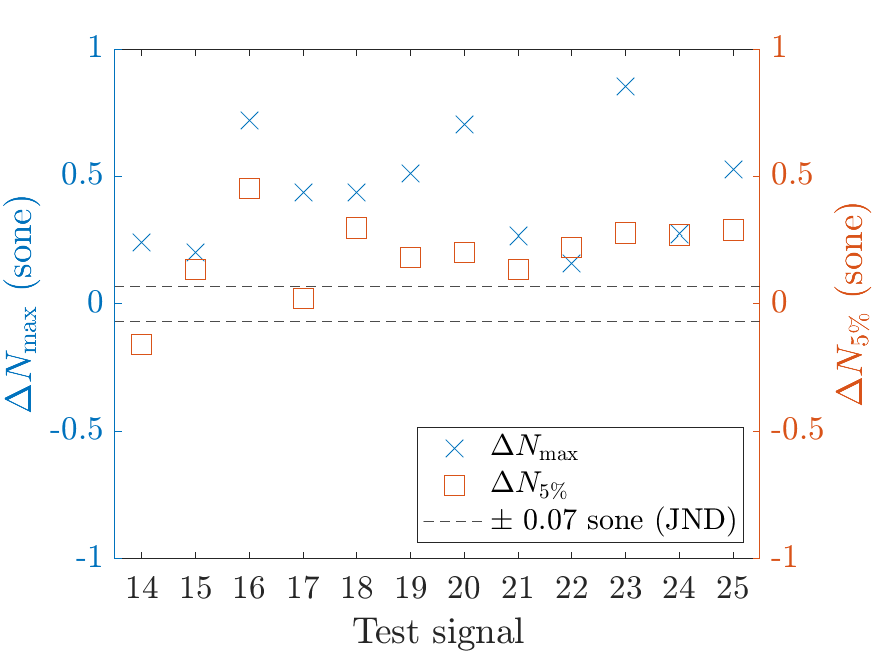 1
0.5
0
-0.5
-1
ΔN_max (sone)
1
0.5
0
-0.5
-1
ΔN_5% (sone)
ΔN_max
ΔN_5%
± 0.07 sone (JND)
14 15 16 17 18 19 20 21 22 23 24 25
Test signal